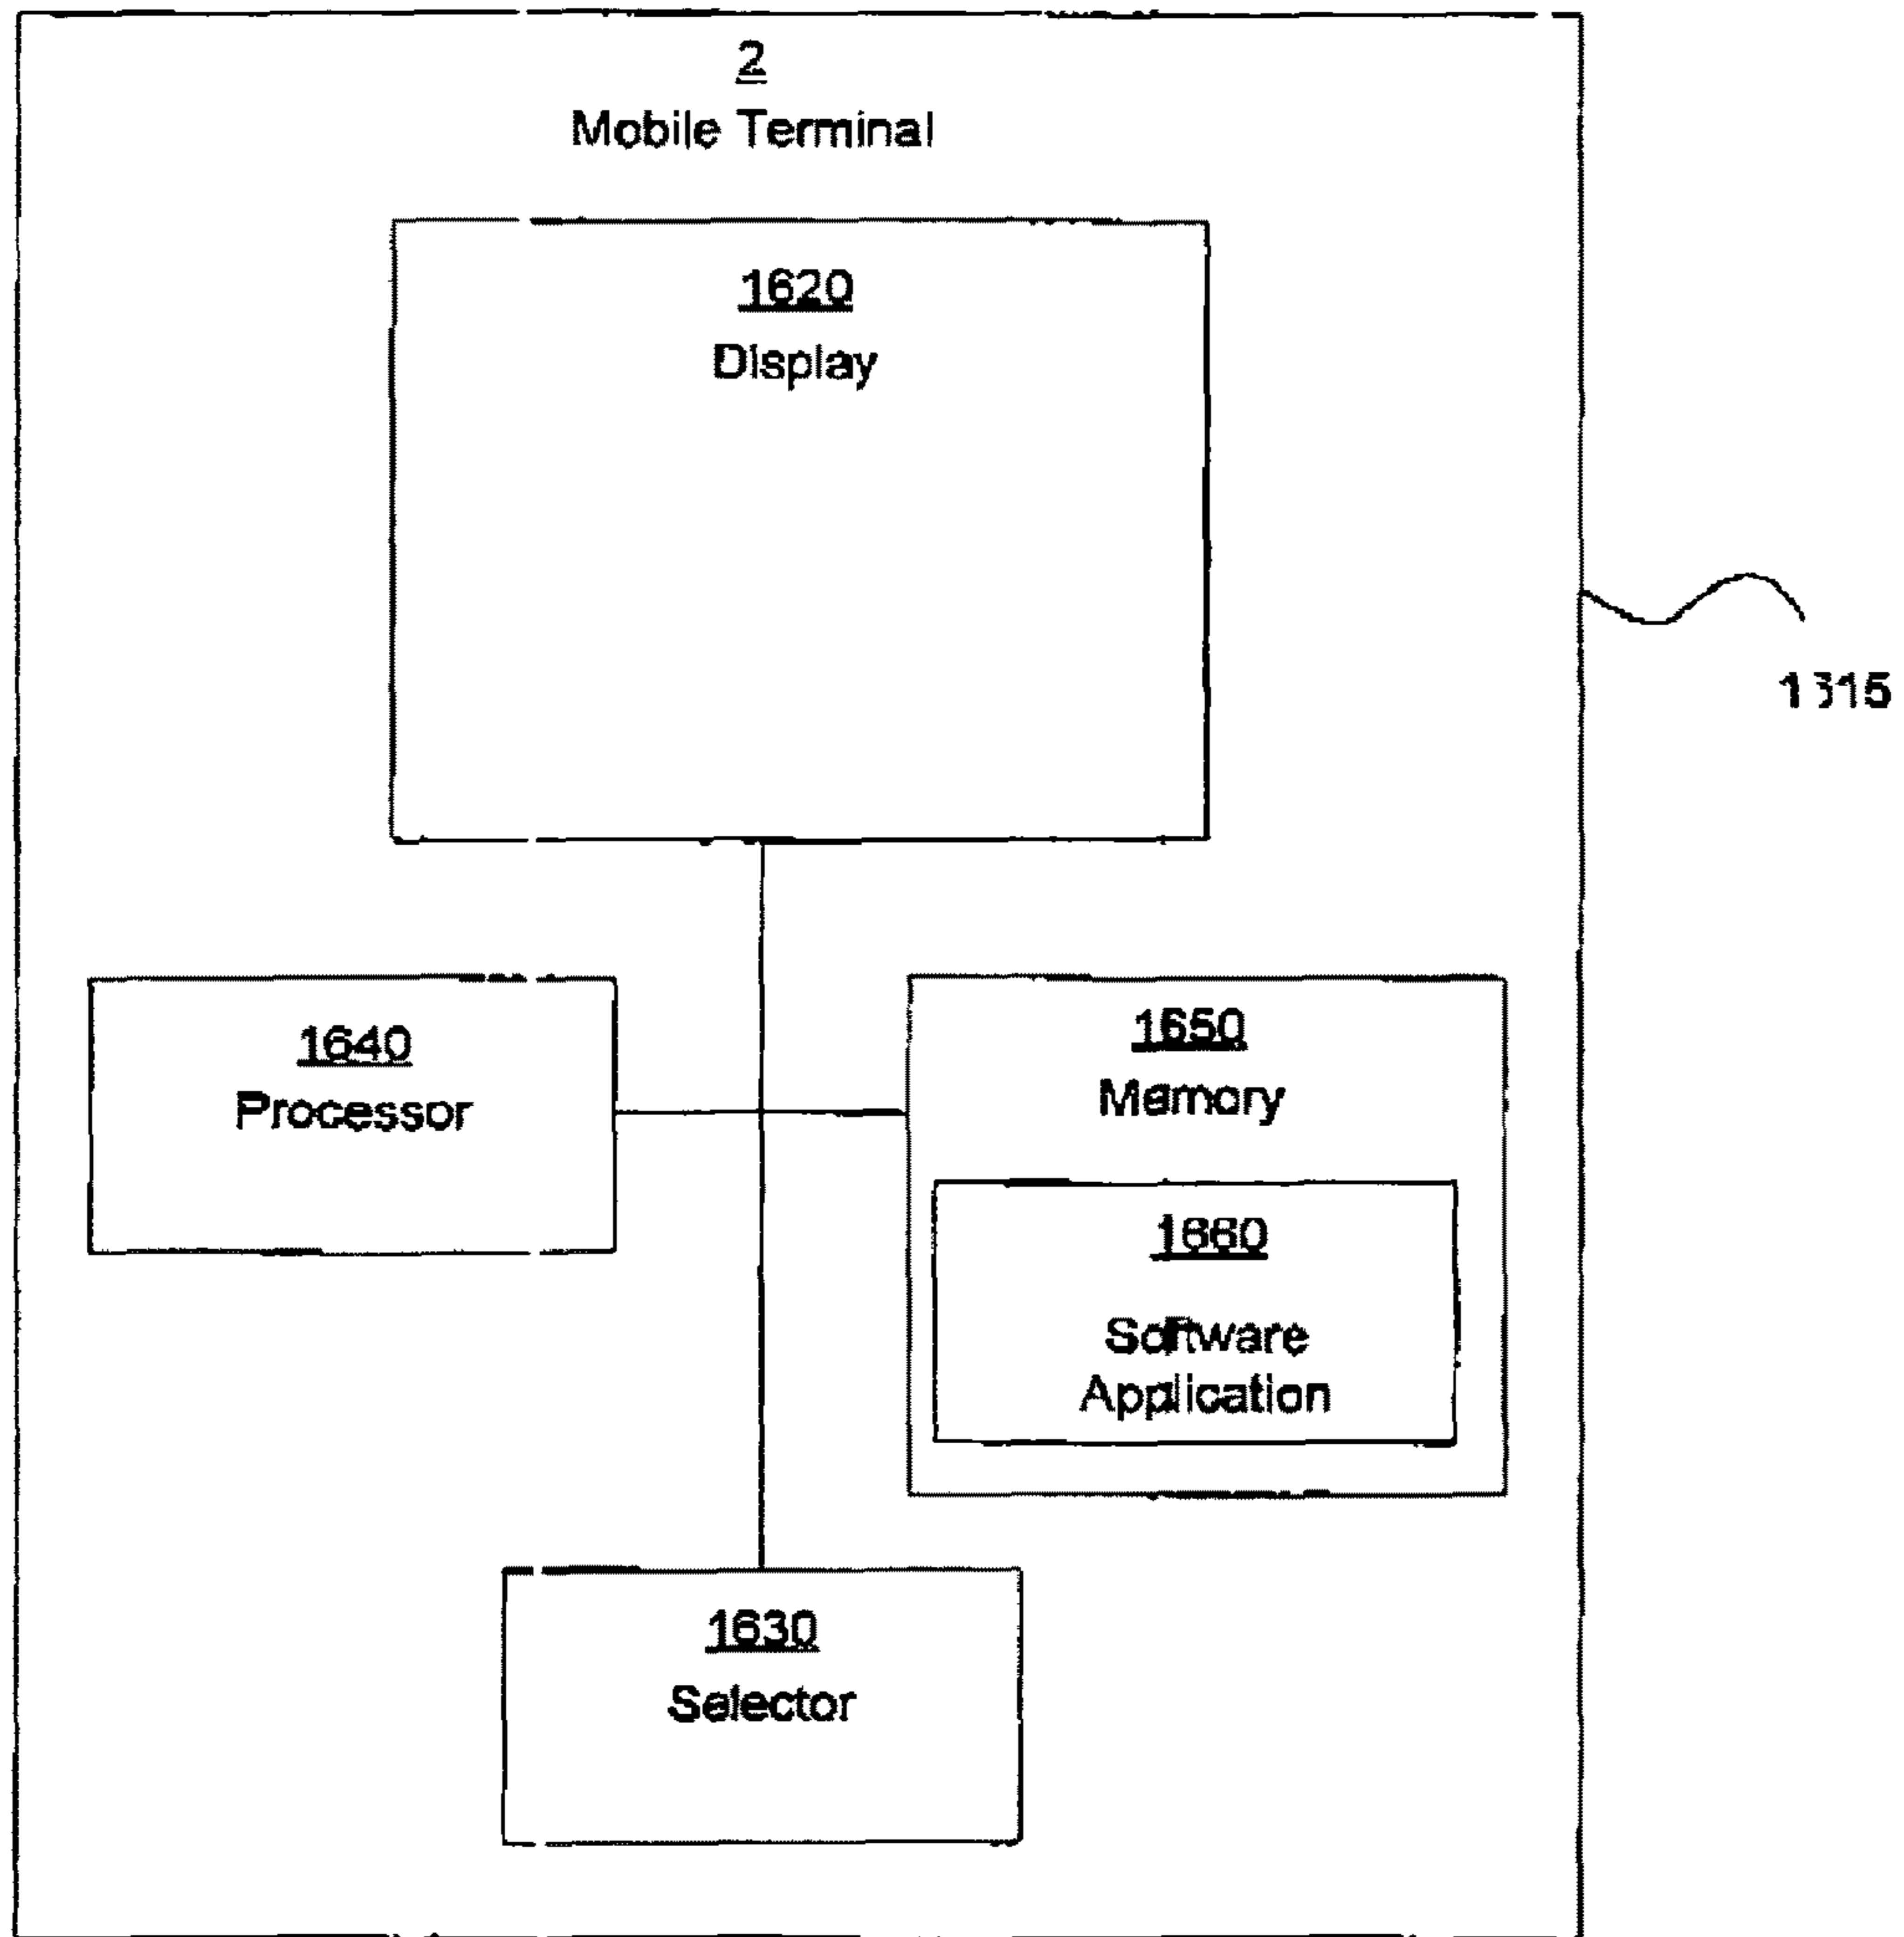 2
Mobile Terminal
1620
Display
1640
Processor
1650
Memory
1660
Software
Application
1630
Selector